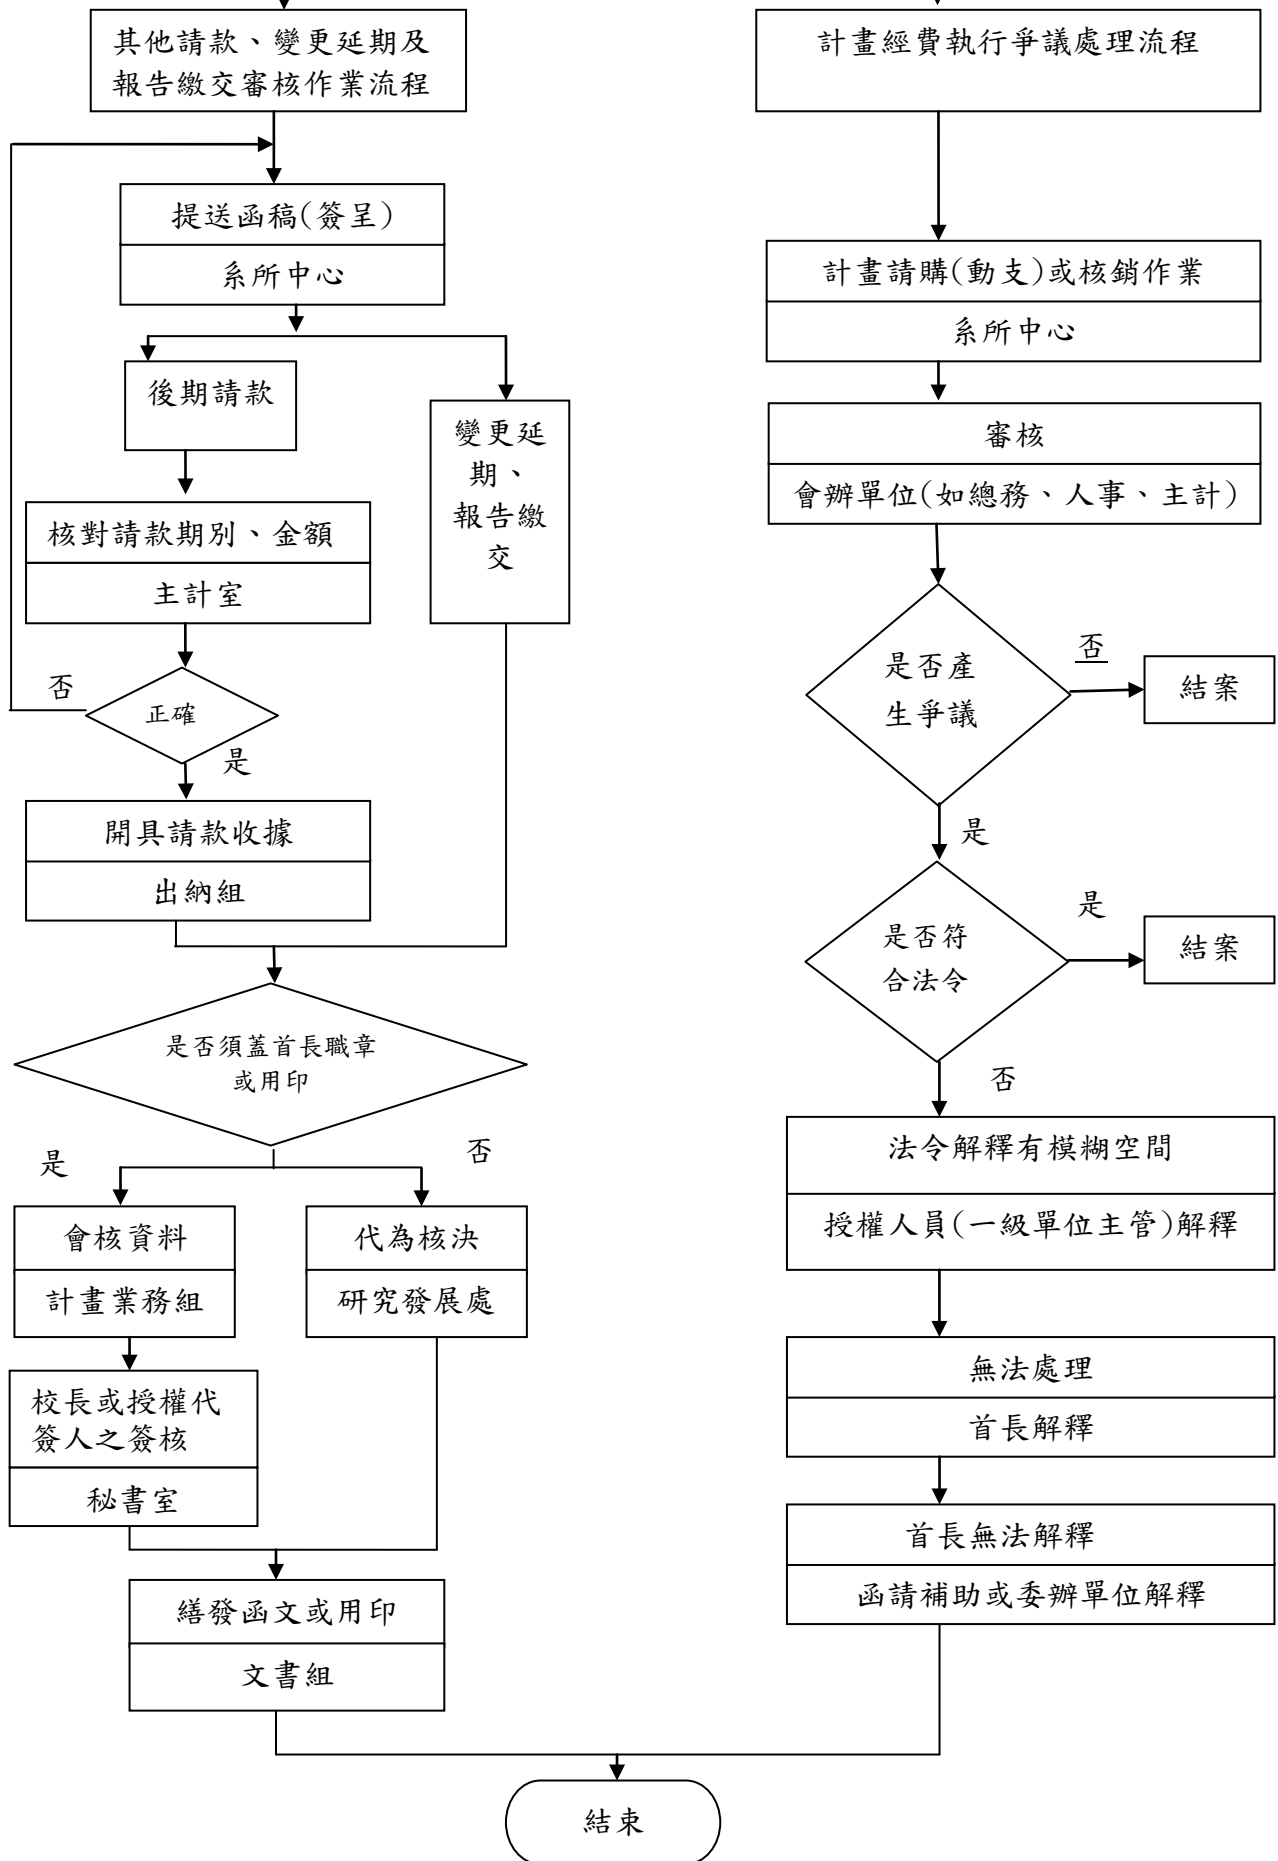 其他請款、變更延期及
報告繳交審核作業流程
提送函稿(簽呈)
系所中心
後期請款
變更延
期、
報告繳
交
核對請款期別、金額
主計室
否
正確
是
開具請款收據
出納組
是否須蓋首長職章
或用印
是
否
會核資料
計畫業務組
代為核決
研究發展處
校長或授權代
簽人之簽核
秘書室
繕發函文或用印
文書組
計畫經費執行爭議處理流程
計畫請購(動支)或核銷作業
系所中心
審核
會辦單位(如總務、人事、主計)
是否產
生爭議
否
結案
是
是否符
合法令
是
結案
否
法令解釋有模糊空間
授權人員(一級單位主管)解釋
無法處理
首長解釋
首長無法解釋
函請補助或委辦單位解釋
結束